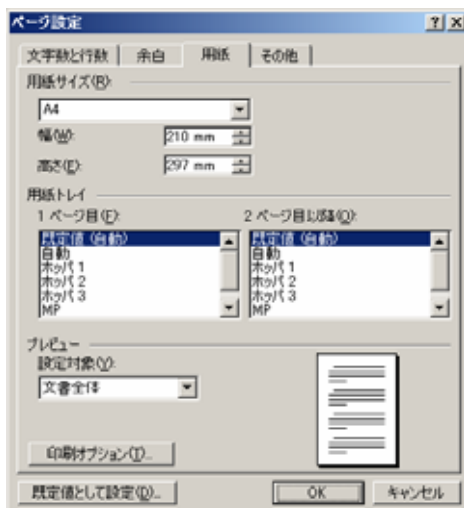 ページ設定
文字数と行数 余白 用紙 その他
用紙サイズ(R):
A4
幅(W): 210 mm
高さ(E): 297 mm
用紙トレイ
1 ページ目(F): 2 ページ目以降(O):
既定値 (自動) 既定値 (自動)
自動 自動
ホッパ 1 ホッパ 1
ホッパ 2 ホッパ 2
ホッパ 3 ホッパ 3
MP MP
プレビュー
設定対象(Y):
文書全体
印刷オプション(T)...
既定値として設定(D)... OK キャンセル